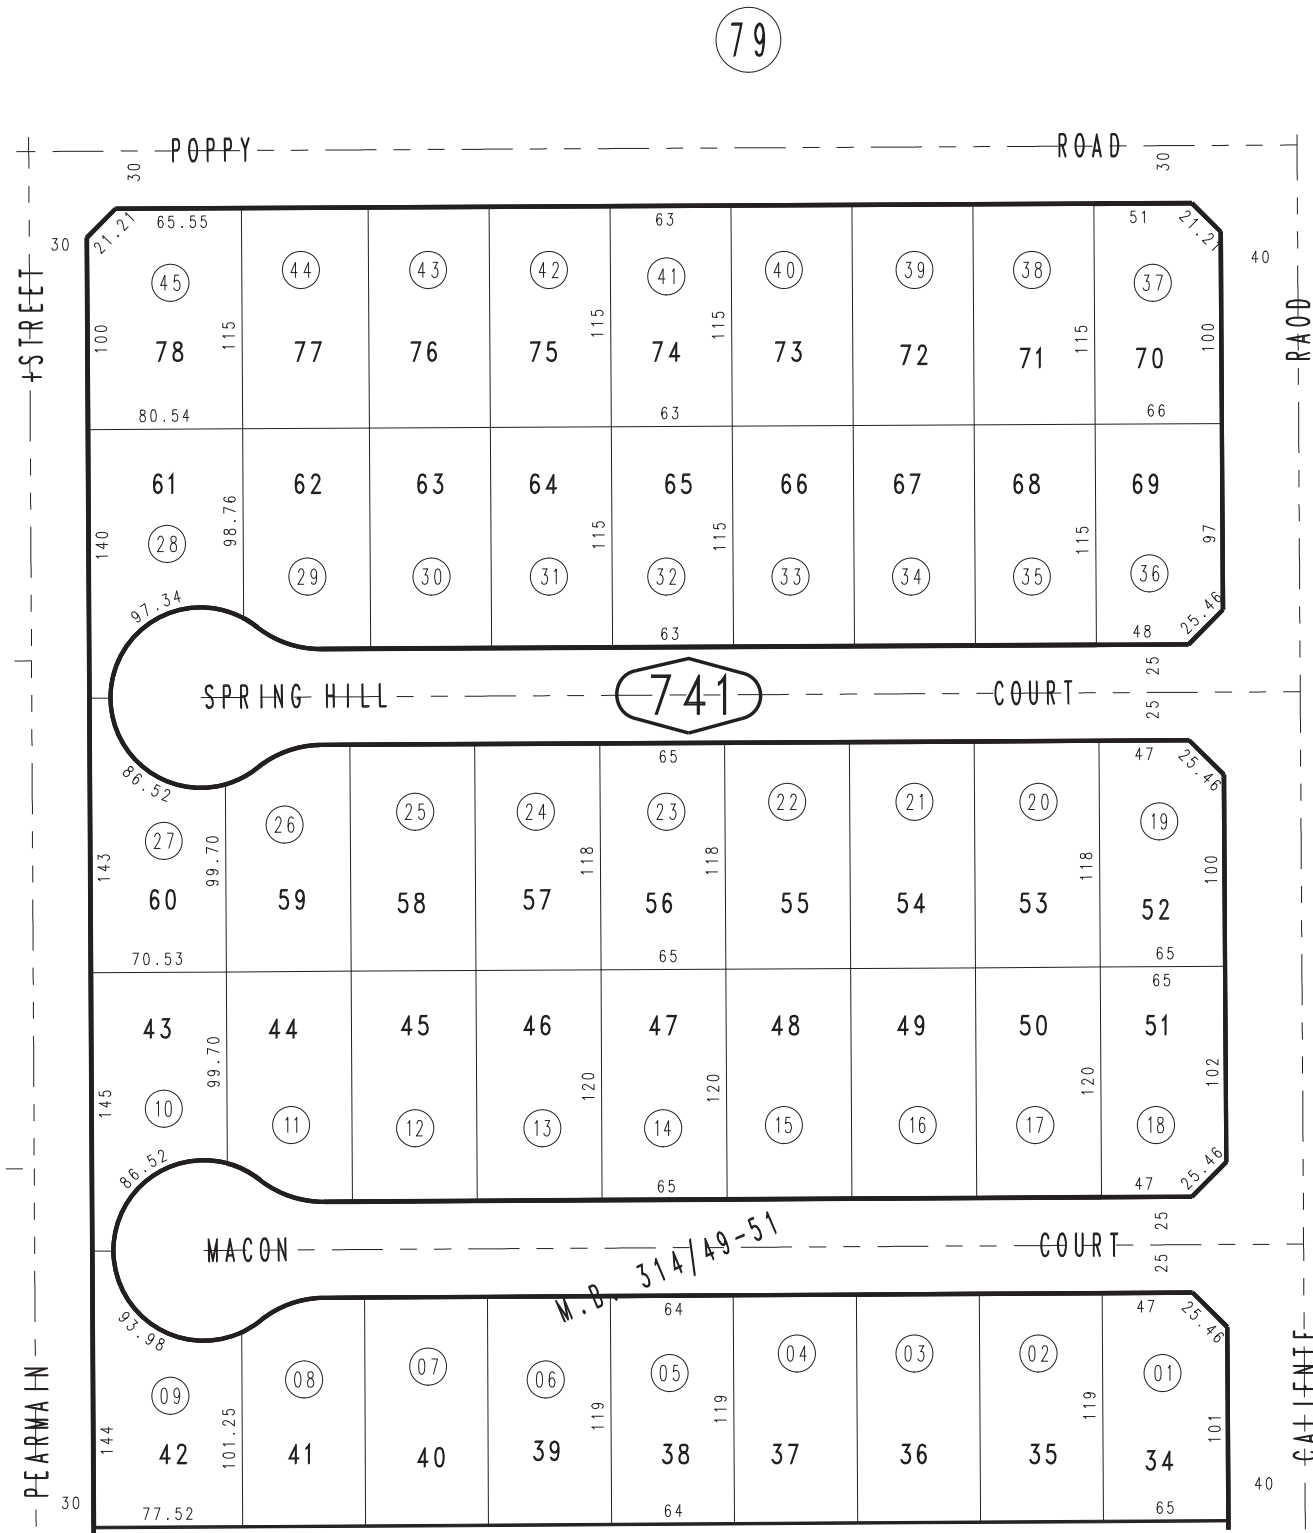 79
POPPY ROAD
30 30
21.21 65.55 63 51 21.21
30 40
45 44 43 42 41 40 39 38 37
STREET 100 115 115 115 115 100 RAOD
78 77 76 75 74 73 72 71 70
80.54 63 66
61 62 63 64 65 66 67 68 69
140 98.76 115 115 115 97
28 29 30 31 32 33 34 35 36
97.34 63 48 25.46
25
SPRING HILL 741 COURT
25
86.52 65 47 25.46
27 26 25 24 23 22 21 20 19
143 99.70 118 118 118 100
60 59 58 57 56 55 54 53 52
70.53 65 65
65
43 44 45 46 47 48 49 50 51
145 99.70 120 120 120 102
10 11 12 13 14 15 16 17 18
86.52 65 47 25.46
25
MACON COURT
M.B. 314/49-51
25
93.98 64 47 25.46
09 08 07 06 05 04 03 02 01
PEARMAIN 144 101.25 119 119 119 101 CALIENTE
42 41 40 39 38 37 36 35 34
30 40
77.52 64 65